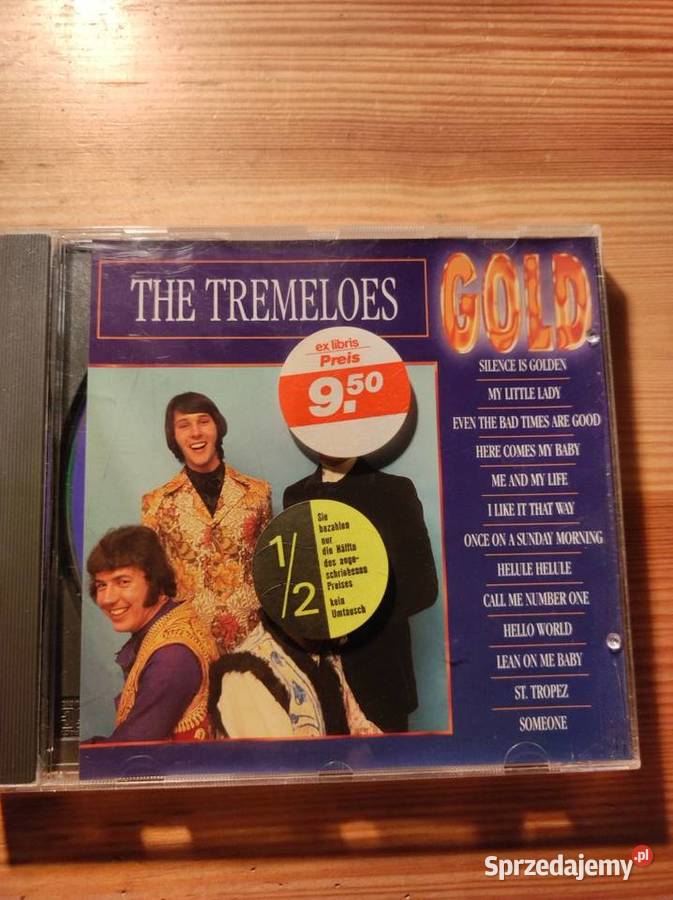 THE TREMELOES
GOLD
ex libris
Preis
9.50
SILENCE IS GOLDEN
MY LITTLE LADY
EVEN THE BAD TIMES ARE GOOD
HERE COMES MY BABY
ME AND MY LIFE
I LIKE IT THAT WAY
ONCE ON A SUNDAY MORNING
HELULE HELULE
CALL ME NUMBER ONE
HELLO WORLD
LEAN ON ME BABY
ST. TROPEZ
SOMEONE
1/2
Sie
bezahlen
nur
die Hälfte
des ange-
schriebenen
Preises
kein
Umtausch
Sprzedajemy.pl